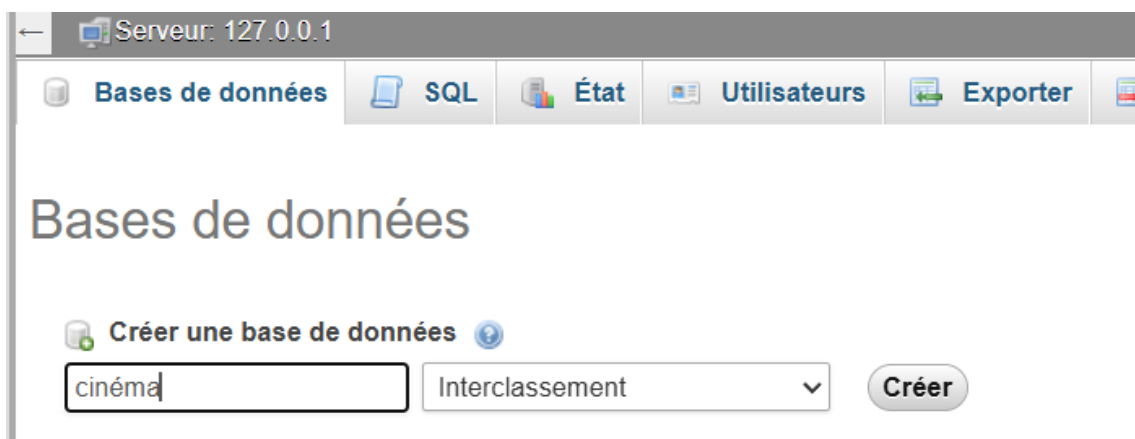 ← Serveur: 127.0.0.1
Bases de données SQL État Utilisateurs Exporter
Bases de données
Créer une base de données
cinéma Interclassement Créer